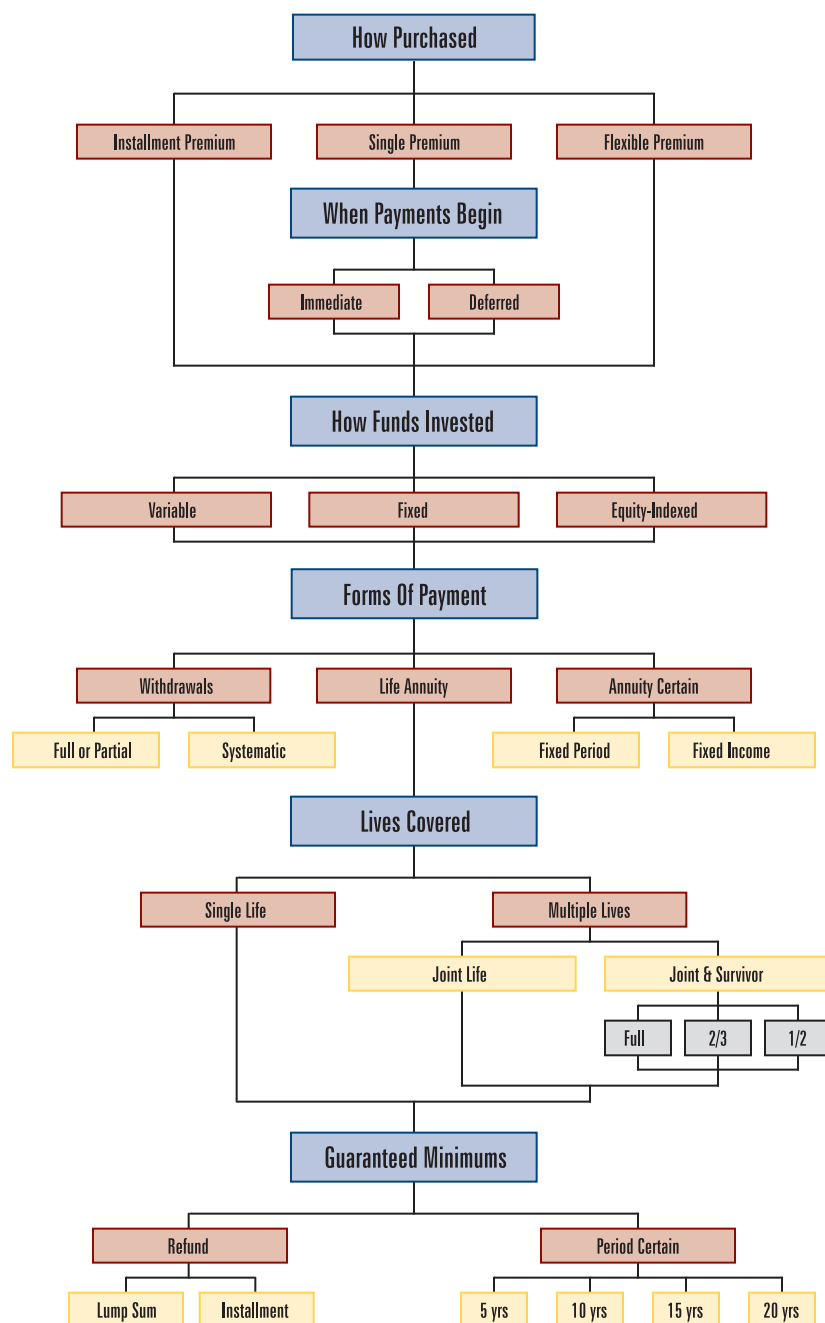 How Purchased
Installment Premium
Single Premium
Flexible Premium
When Payments Begin
Immediate
Deferred
How Funds Invested
Variable
Fixed
Equity-Indexed
Forms Of Payment
Withdrawals
Life Annuity
Annuity Certain
Full or Partial
Systematic
Fixed Period
Fixed Income
Lives Covered
Single Life
Multiple Lives
Joint Life
Joint & Survivor
Full
2/3
1/2
Guaranteed Minimums
Refund
Period Certain
Lump Sum
Installment
5 yrs
10 yrs
15 yrs
20 yrs